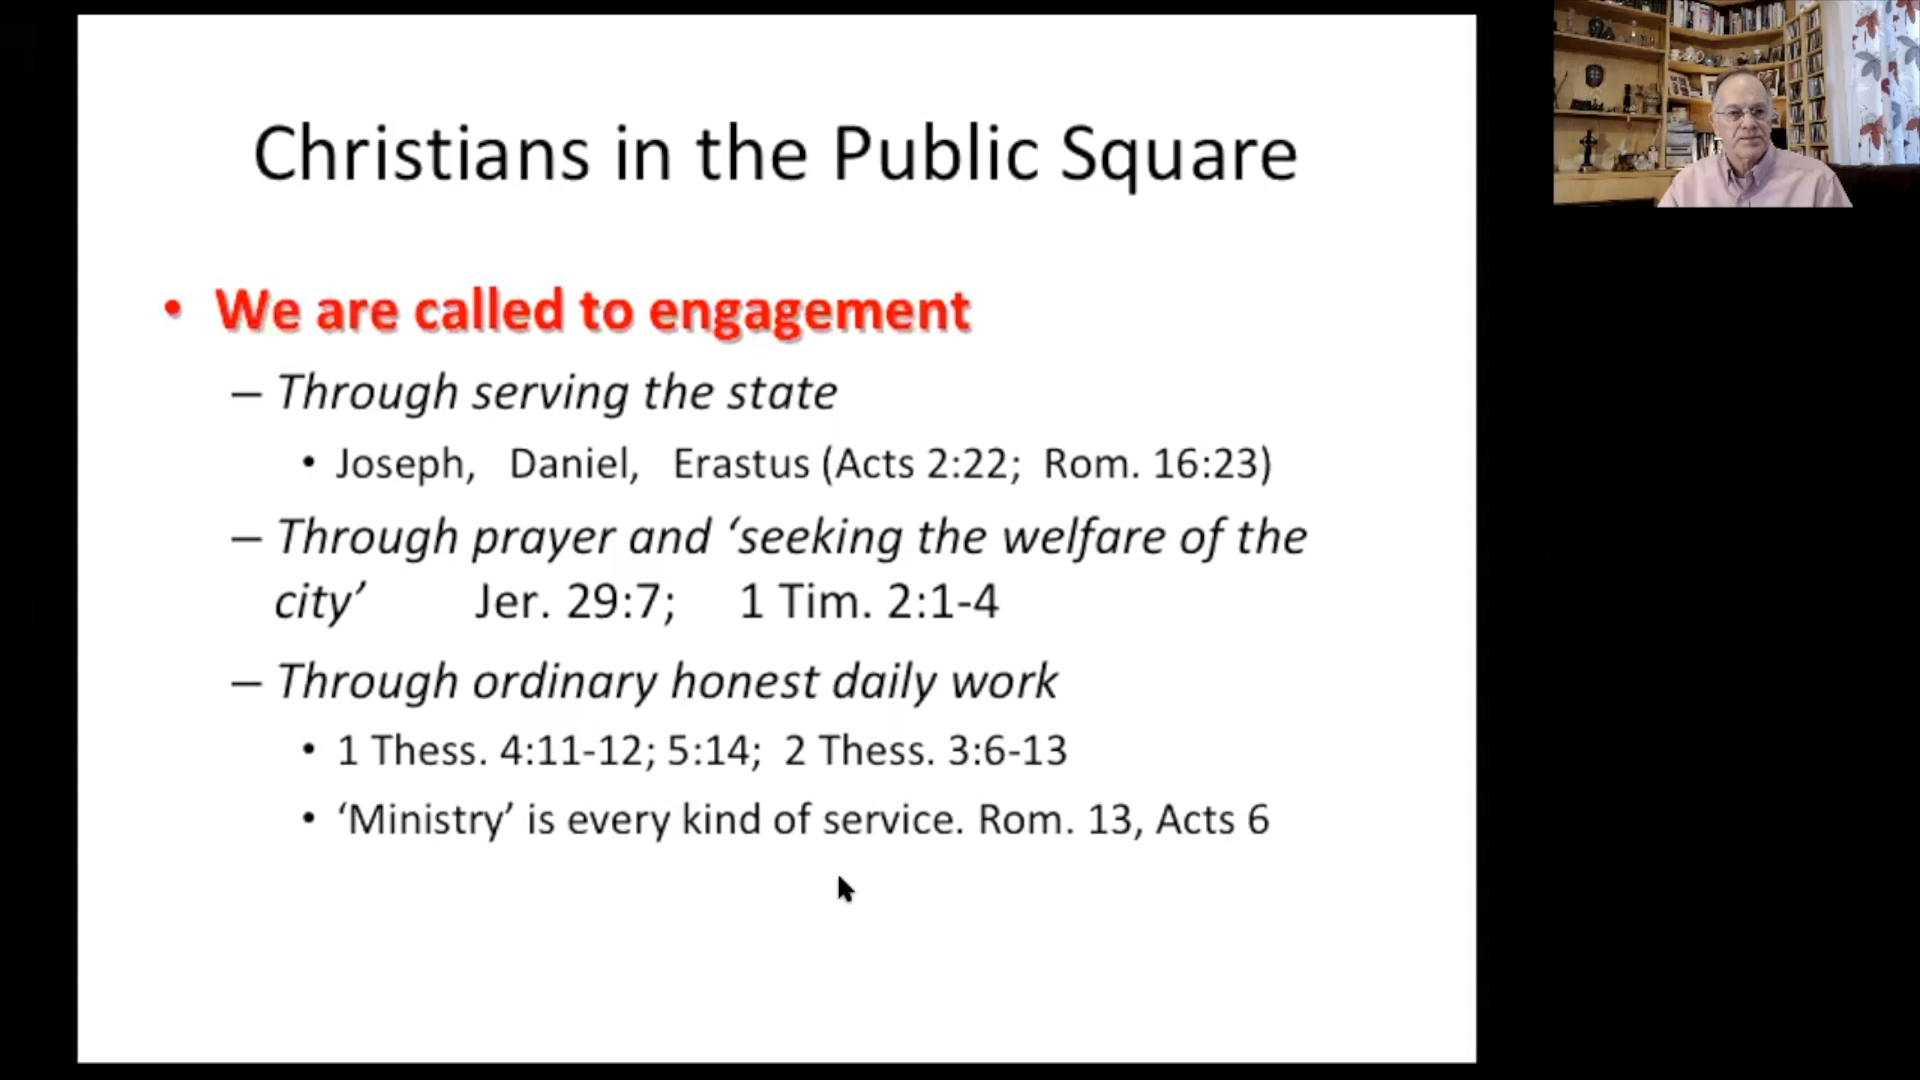 Christians in the Public Square
• We are called to engagement
– Through serving the state
• Joseph, Daniel, Erastus (Acts 2:22; Rom. 16:23)
– Through prayer and ‘seeking the welfare of the
city’ Jer. 29:7; 1 Tim. 2:1-4
– Through ordinary honest daily work
• 1 Thess. 4:11-12; 5:14; 2 Thess. 3:6-13
• ‘Ministry’ is every kind of service. Rom. 13, Acts 6